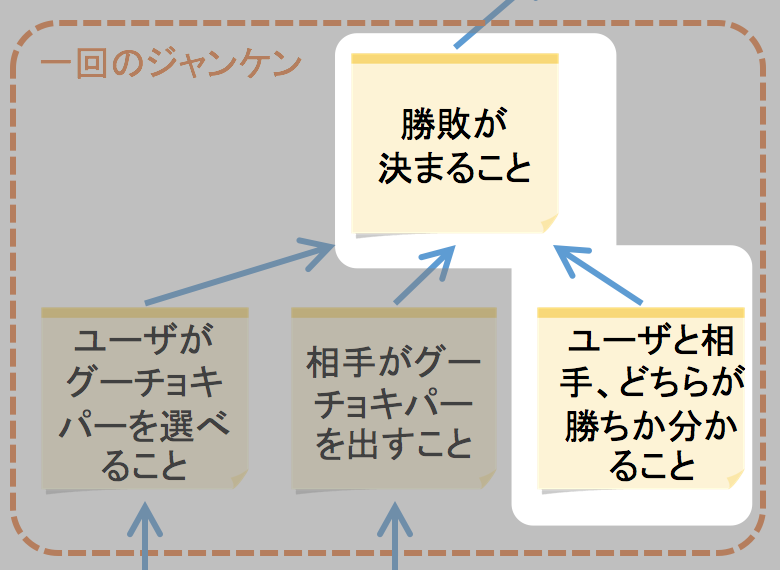 一回のジャンケン
勝敗が
決まること
ユーザが
グーチョキ
パーを選べ
ること
相手がグー
チョキパー
を出すこと
ユーザと相
手、どちらが
勝ちか分か
ること